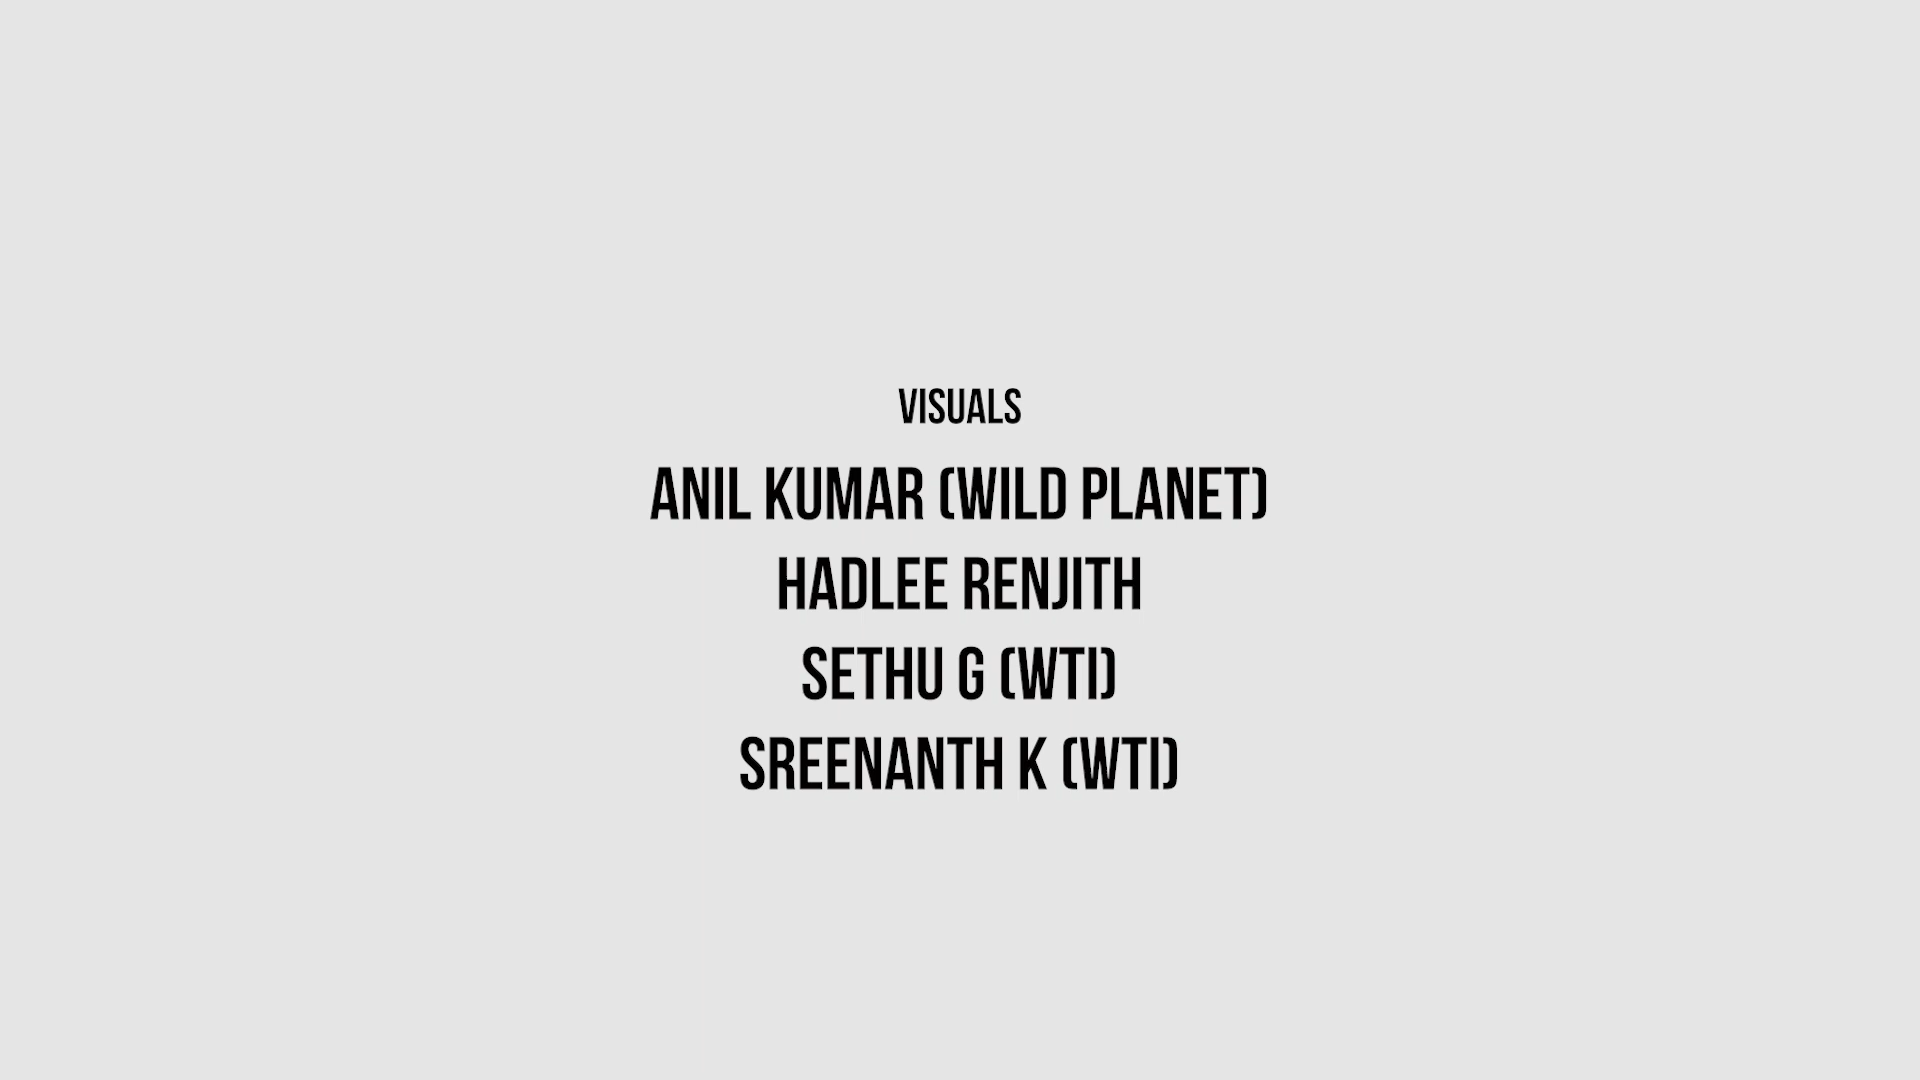 VISUALS
ANIL KUMAR (WILD PLANET)
HADLEE RENJITH
SETHU G (WTI)
SREENANTH K (WTI)